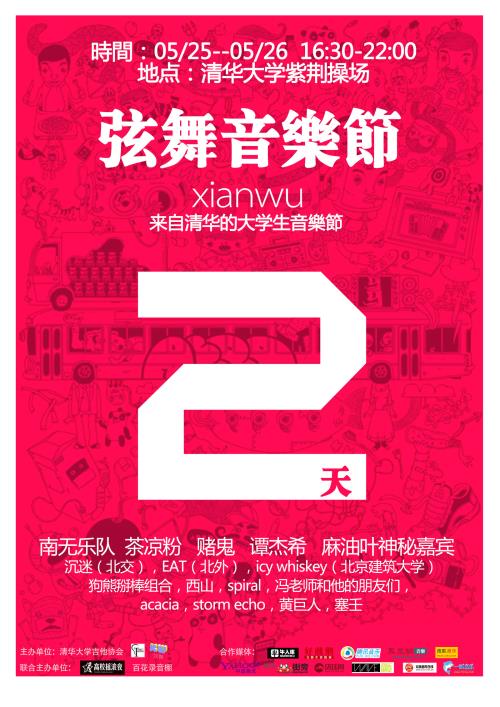 時間：05/25--05/26 16:30-22:00
地点：清华大学紫荆操场
弦舞音樂節
xianwu
来自清华的大学生音樂節
2
天
南无乐队 茶凉粉 赌鬼 谭杰希 麻油叶神秘嘉宾
沉迷（北交），EAT（北外），icy whiskey（北京建筑大学）
狗熊掰棒组合，西山，spiral，冯老师和他的朋友们，
acacia，storm echo，黄巨人，塞壬
主办单位：清华大学吉他协会
合作媒体：
联合主办单位： 高校摇滚夜 百花录音棚
YAHOO!